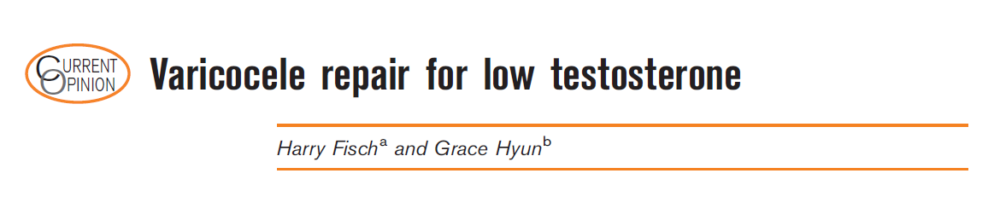 CURRENT
OPINION
Varicocele repair for low testosterone
Harry Fischᵃ and Grace Hyunᵇ